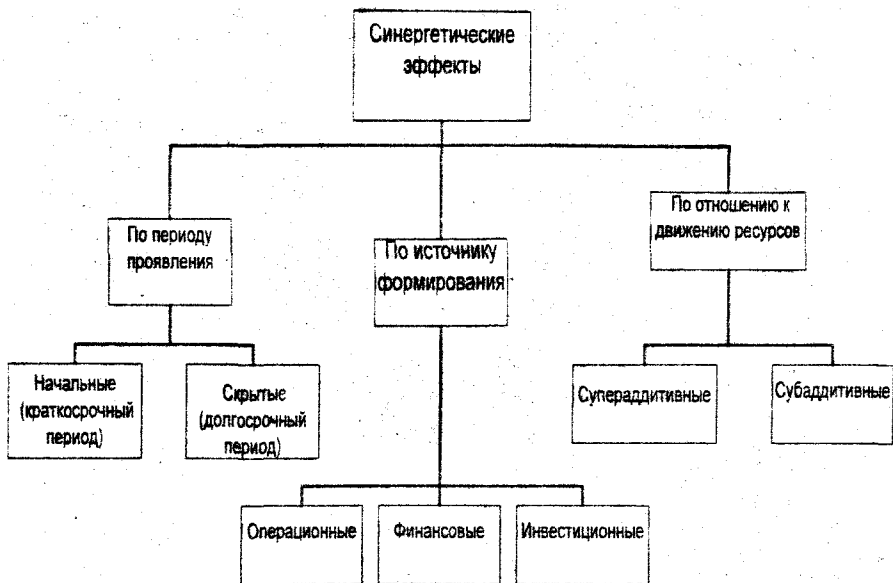 Синергетические
эффекты
По периоду
проявления
По источнику
формирования
По отношению к
движению ресурсов
Начальные
(краткосрочный
период)
Скрытые
(долгосрочный
период)
Супераддитивные
Субаддитивные
Операционные
Финансовые
Инвестиционные